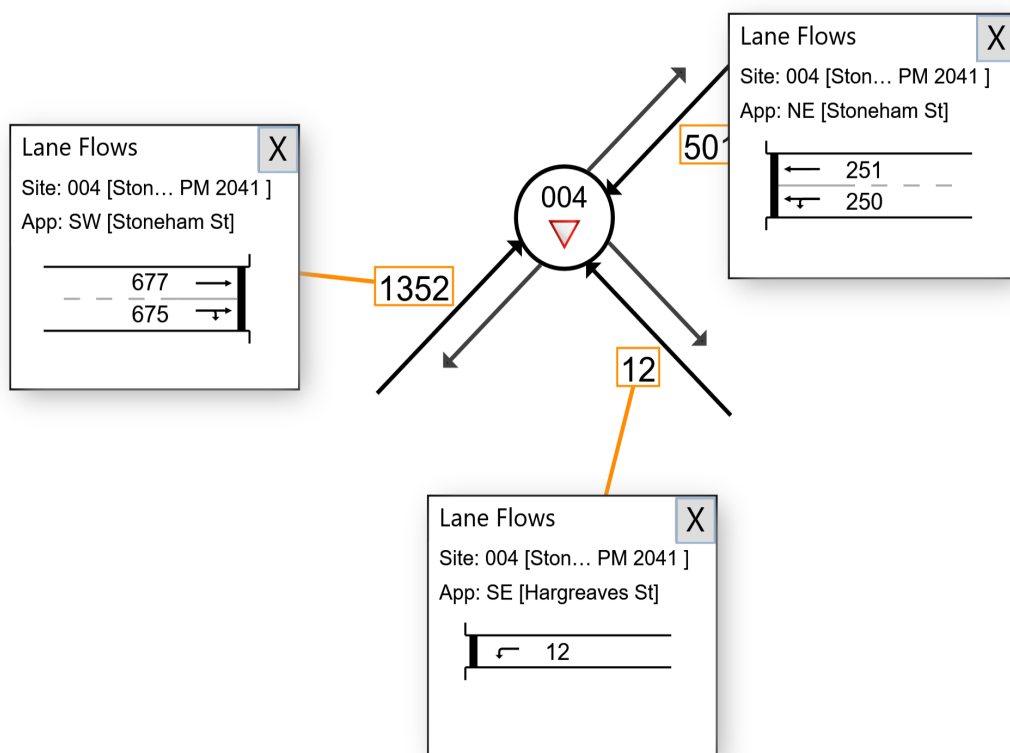 Lane Flows X
Site: 004 [Ston... PM 2041 ]
App: NE [Stoneham St]
251
250
Lane Flows X
Site: 004 [Ston... PM 2041 ]
App: SW [Stoneham St]
677
675
004
501
1352
12
Lane Flows X
Site: 004 [Ston... PM 2041 ]
App: SE [Hargreaves St]
12